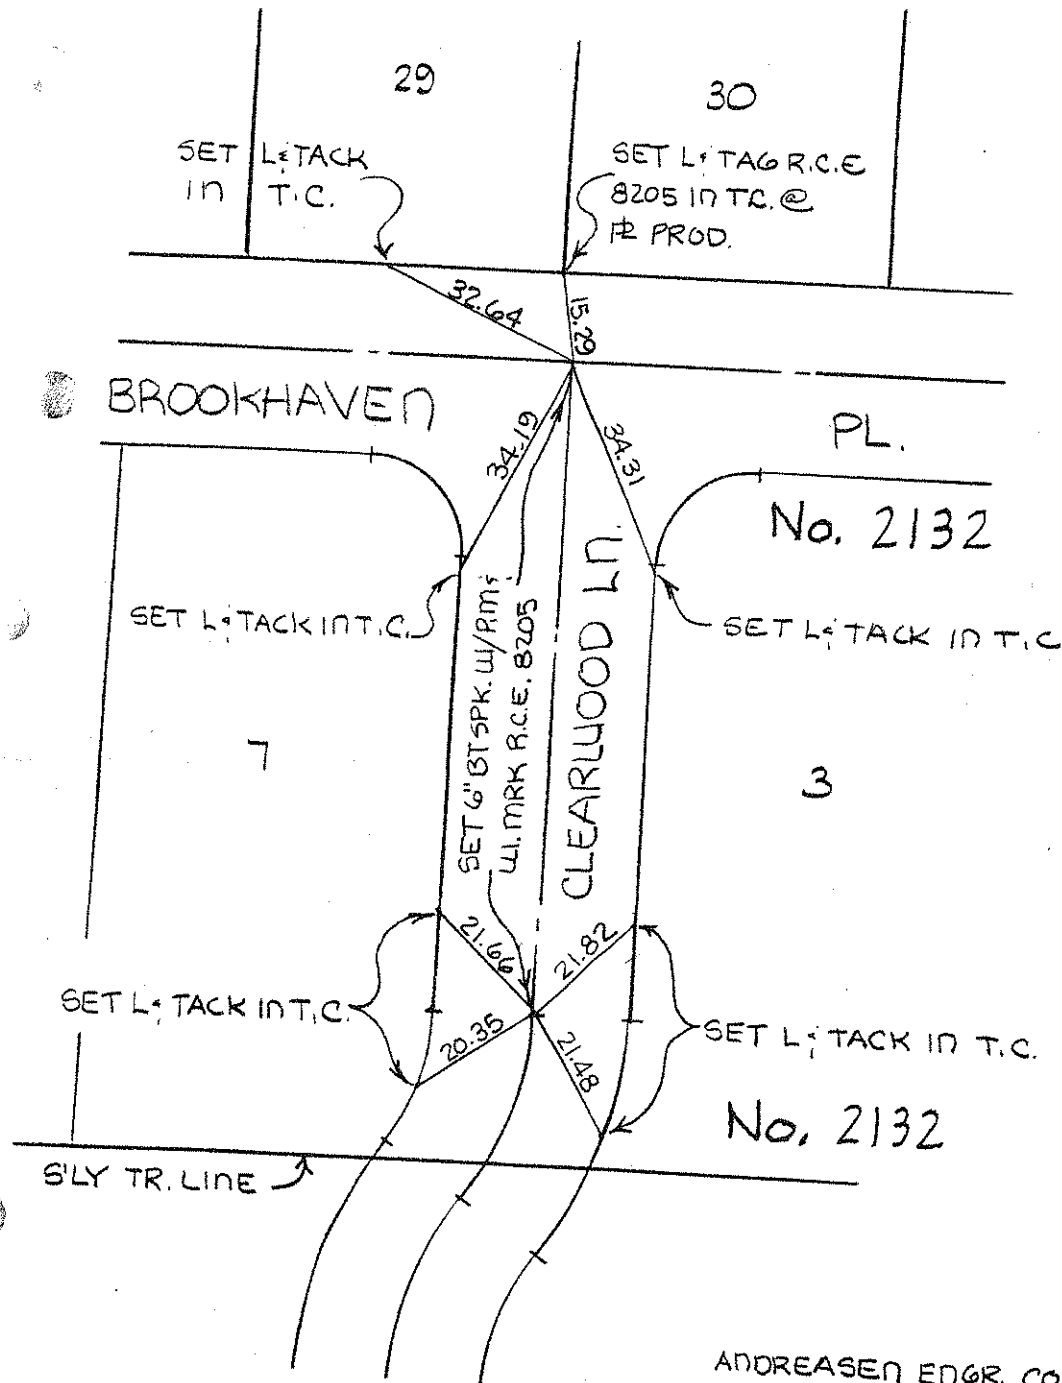 29
30
SET L & TACK
IN T.C.
SET L & TAG R.C.E
8205 IN T.C. @
PL PROD.
32.64
15.29
BROOKHAVEN
PL.
34.19
34.31
No. 2132
SET L & TACK IN T.C.
SET L & TACK IN T.C
SET 6" BT SPK. W/R.M &
W. MRK R.C.E. 8205
CLEARWOOD LN.
7
3
21.66
21.82
SET L & TACK IN T.C.
20.35
21.48
SET L & TACK IN T.C.
No. 2132
S'LY TR. LINE
ANDREASEN ENGR. CO